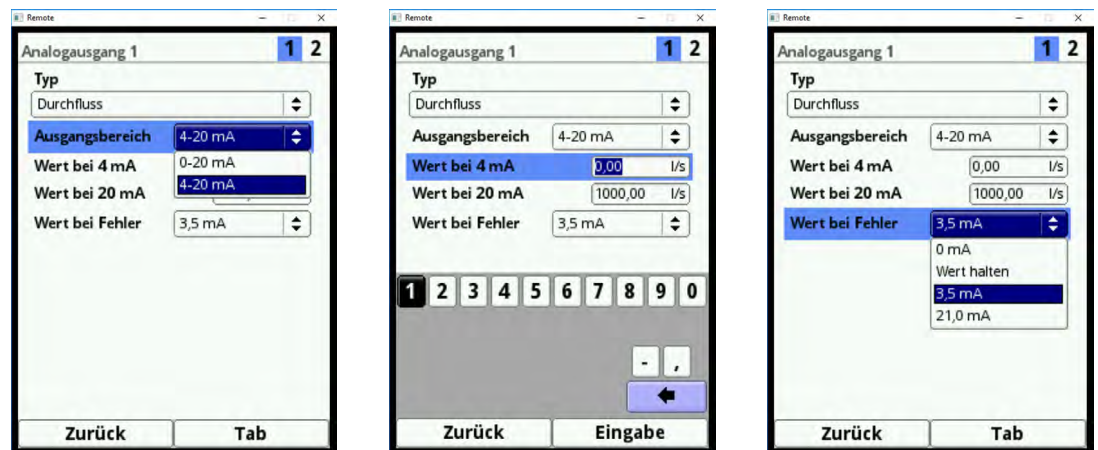 Remote
Analogausgang 1 1 2
Typ
Durchfluss
Ausgangsbereich 4-20 mA
0-20 mA
Wert bei 4 mA
4-20 mA
Wert bei 20 mA
Wert bei Fehler 3,5 mA
Zurück Tab
Remote
Analogausgang 1 1 2
Typ
Durchfluss
Ausgangsbereich 4-20 mA
Wert bei 4 mA 0,00 l/s
Wert bei 20 mA 1000,00 l/s
Wert bei Fehler 3,5 mA
1 2 3 4 5 6 7 8 9 0
- ,
Zurück Eingabe
Remote
Analogausgang 1 1 2
Typ
Durchfluss
Ausgangsbereich 4-20 mA
Wert bei 4 mA 0,00 l/s
Wert bei 20 mA 1000,00 l/s
Wert bei Fehler 3,5 mA
0 mA
Wert halten
3,5 mA
21,0 mA
Zurück Tab